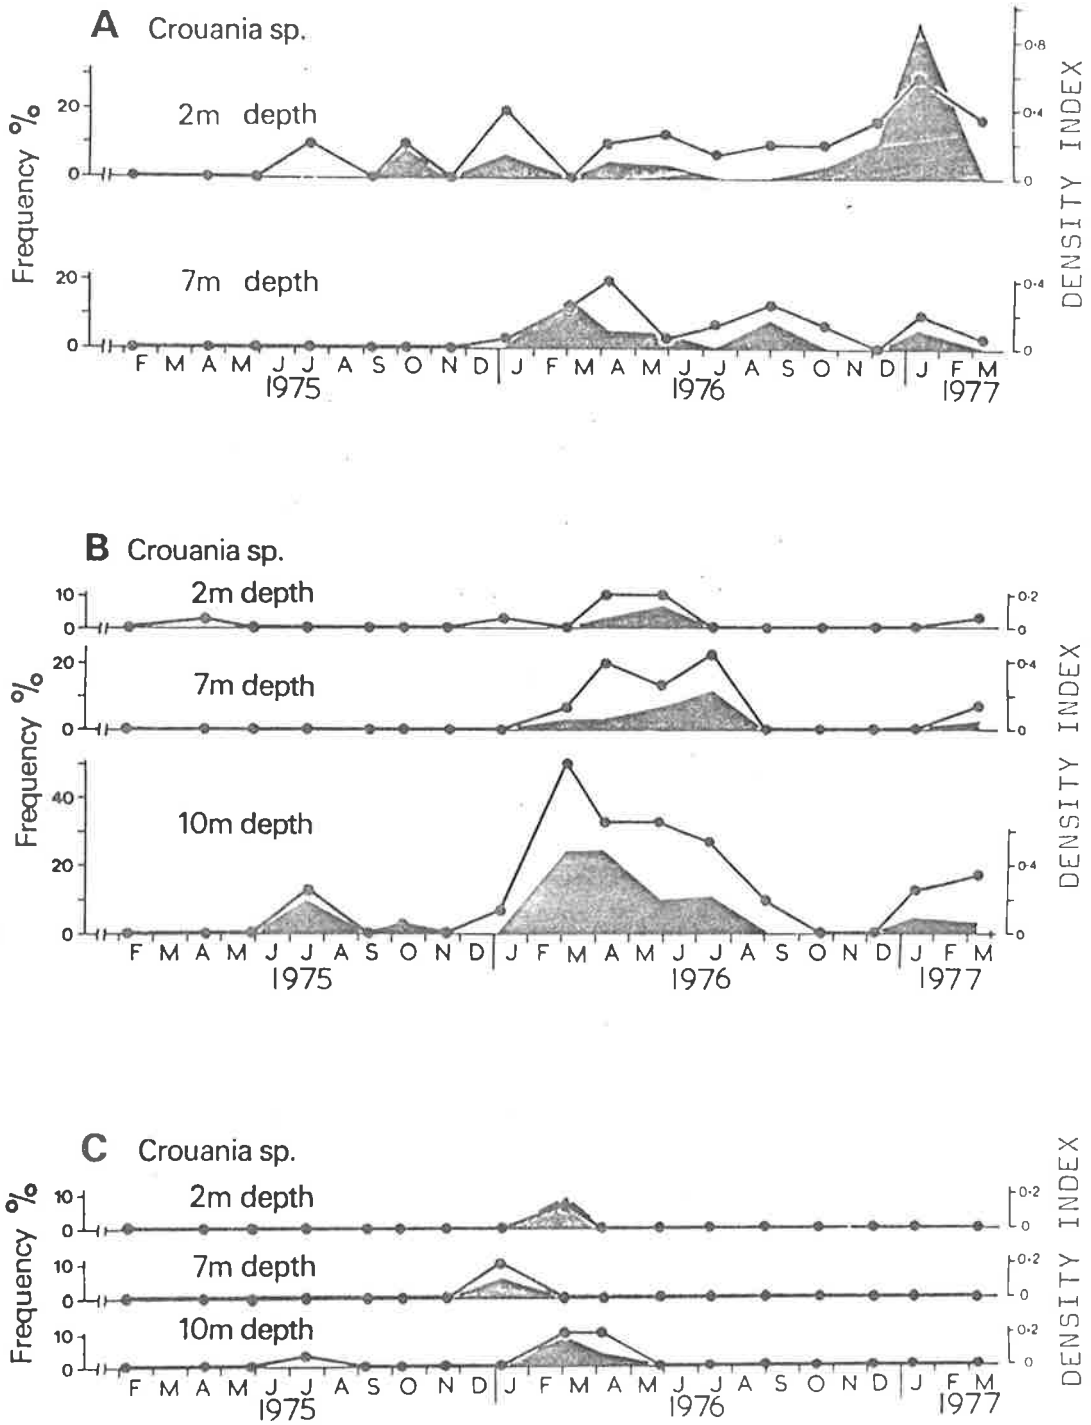 A Crouania sp.
2m depth
20
0
0·8
0·4
0
7m depth
20
0
0·4
0
Frequency %
DENSITY INDEX
F M A M J J A S O N D J F M A M J J A S O N D J F M
1975 1976 1977
B Crouania sp.
2m depth
10
0
0·2
0
7m depth
20
0
0·4
0
10m depth
40
20
0
0·4
0
Frequency %
DENSITY INDEX
F M A M J J A S O N D J F M A M J J A S O N D J F M
1975 1976 1977
C Crouania sp.
2m depth
10
0
0·2
0
7m depth
10
0
0·2
0
10m depth
10
0
0·2
0
Frequency %
DENSITY INDEX
F M A M J J A S O N D J F M A M J J A S O N D J F M
1975 1976 1977